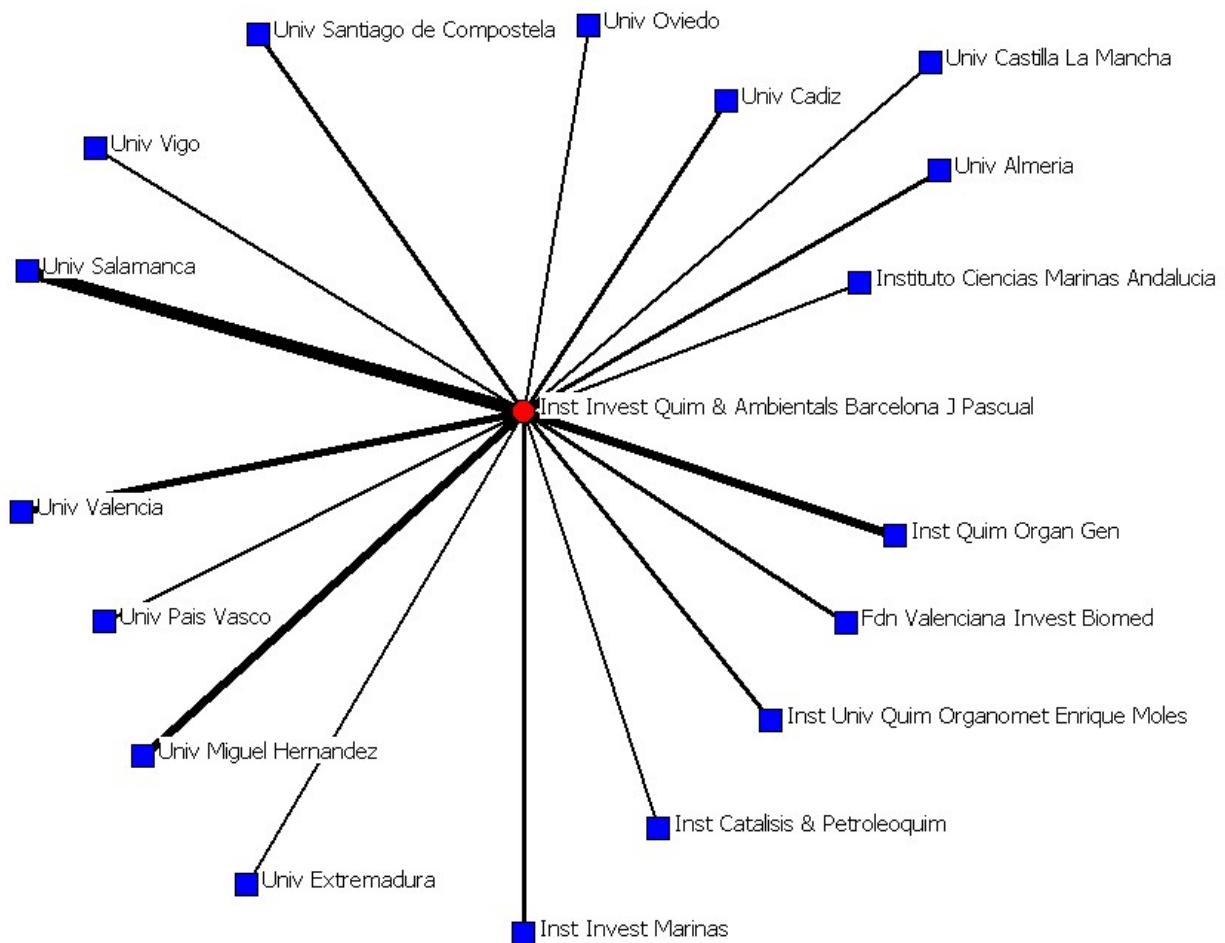 Univ Oviedo
Univ Santiago de Compostela
Univ Castilla La Mancha
Univ Cadiz
Univ Vigo
Univ Almeria
Univ Salamanca
Instituto Ciencias Marinas Andalucia
Inst Invest Quim & Ambientals Barcelona J Pascual
Univ Valencia
Inst Quim Organ Gen
Univ Pais Vasco
Fdn Valenciana Invest Biomed
Inst Univ Quim Organomet Enrique Moles
Univ Miguel Hernandez
Inst Catalisis & Petroleoquim
Univ Extremadura
Inst Invest Marinas